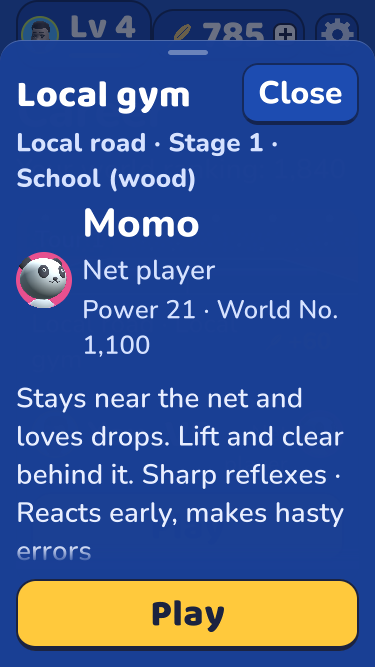 Lv 4
785
Local gym
Close
Local road · Stage 1 ·
School (wood)
Momo
Net player
Power 21 · World No.
1,100
Stays near the net and
loves drops. Lift and clear
behind it. Sharp reflexes ·
Reacts early, makes hasty
errors
Play